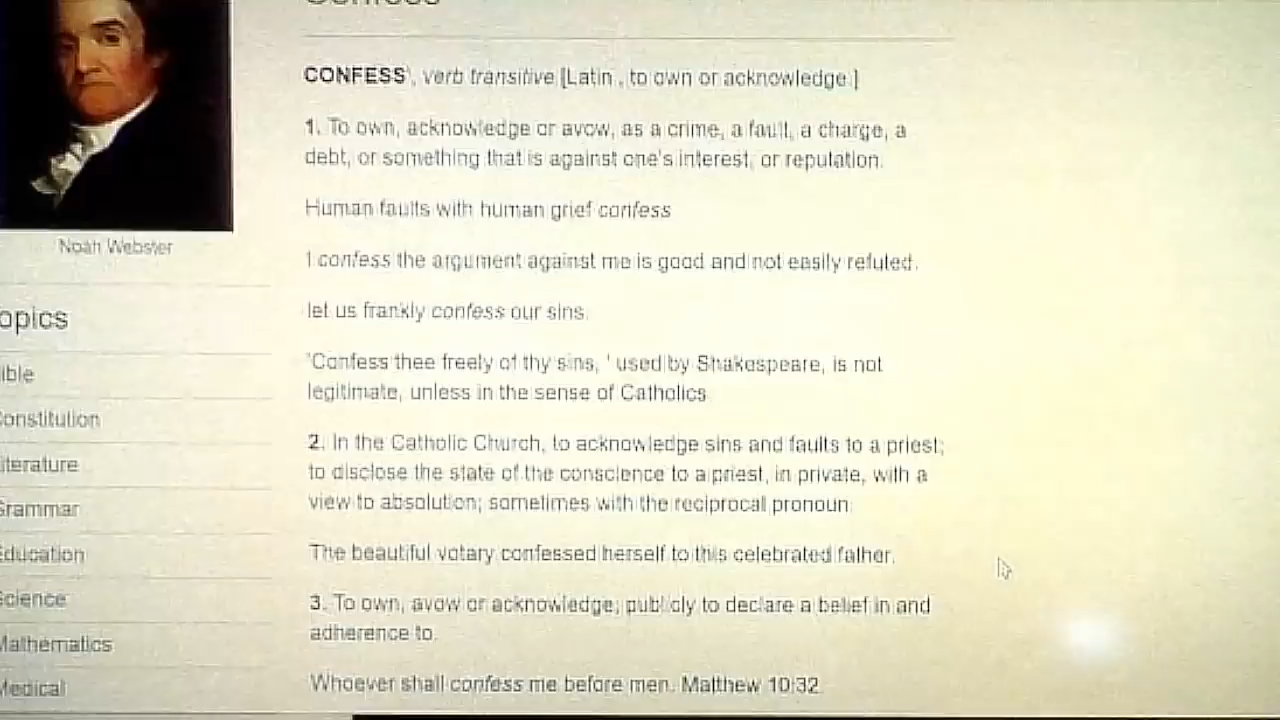 Confess
CONFESS', verb transitive [Latin , to own or acknowledge.]
1. To own, acknowledge or avow, as a crime, a fault, a charge, a
debt, or something that is against one's interest, or reputation.
Human faults with human grief confess
I confess the argument against me is good and not easily refuted.
let us frankly confess our sins.
'Confess thee freely of thy sins, ' used by Shakespeare, is not
legitimate, unless in the sense of Catholics
2. In the Catholic Church, to acknowledge sins and faults to a priest;
to disclose the state of the conscience to a priest, in private, with a
view to absolution; sometimes with the reciprocal pronoun.
The beautiful votary confessed herself to this celebrated father.
3. To own, avow or acknowledge; publicly to declare a belief in and
adherence to.
Whoever shall confess me before men. Matthew 10:32
Noah Webster
opics
ible
Constitution
iterature
Grammar
Education
Science
Mathematics
Medical